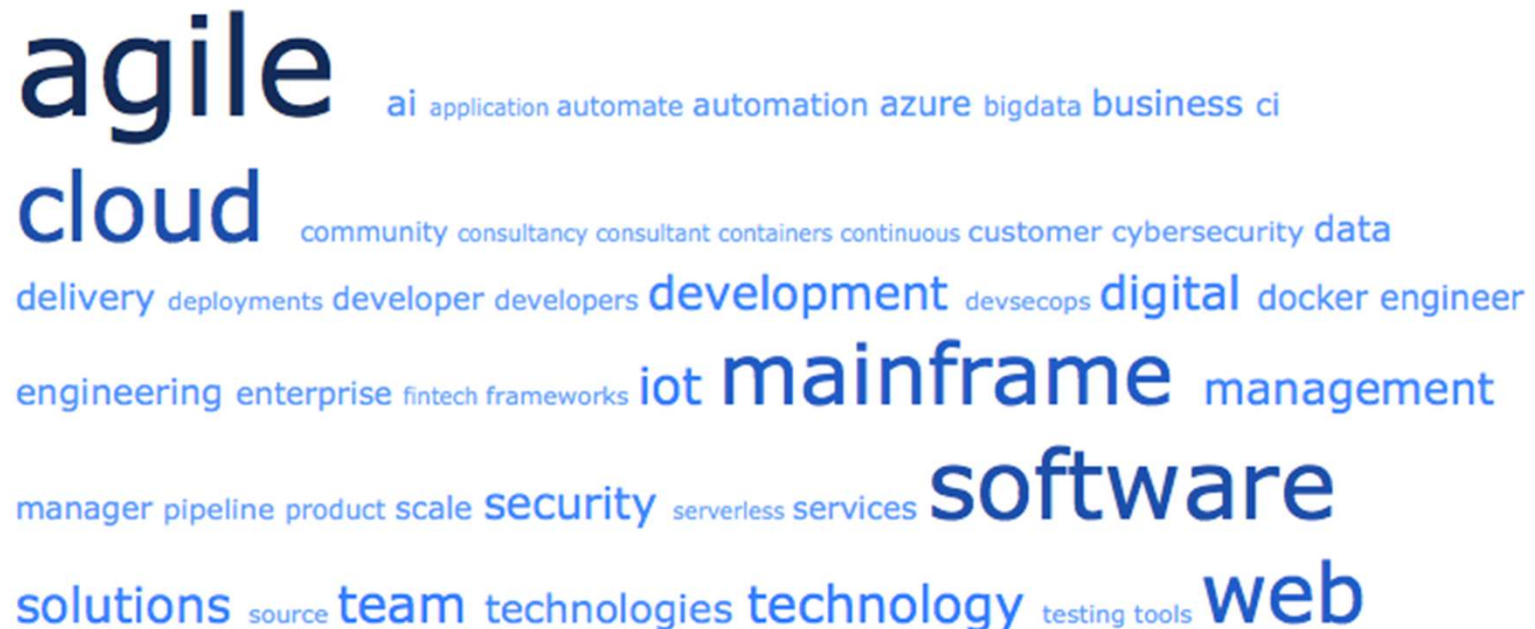 agile ai application automate automation azure bigdata business ci
cloud community consultancy consultant containers continuous customer cybersecurity data
delivery deployments developer developers development devsecops digital docker engineer
engineering enterprise fintech frameworks iot mainframe management
manager pipeline product scale security serverless services software
solutions source team technologies technology testing tools web